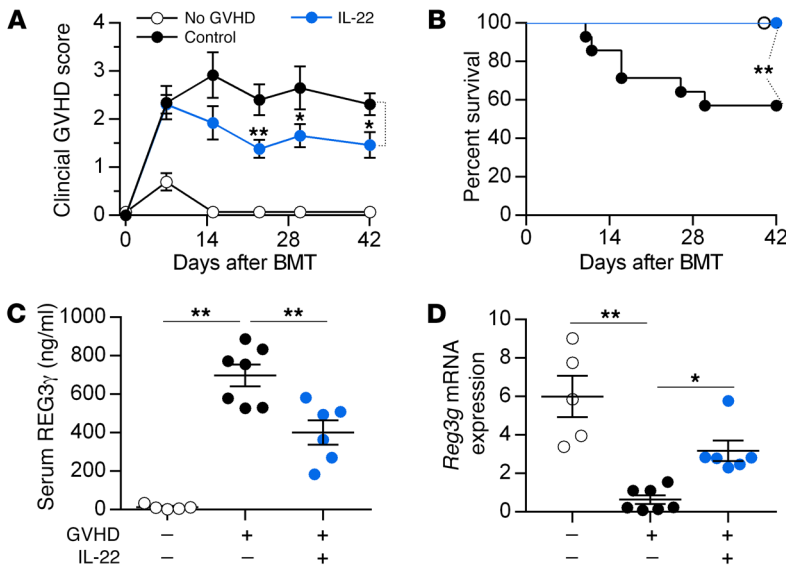 A
No GVHD
IL-22
Control
Clincial GVHD score
4
3
2
1
0
**
*
*
0
14
28
42
Days after BMT
B
Percent survival
100
80
60
40
20
0
**
0
14
28
42
Days after BMT
C
Serum REG3γ (ng/ml)
1000
800
600
400
200
0
**
**
GVHD
– + +
IL-22
– – +
D
Reg3g mRNA
expression
10
8
6
4
2
0
**
*
– + +
– – +